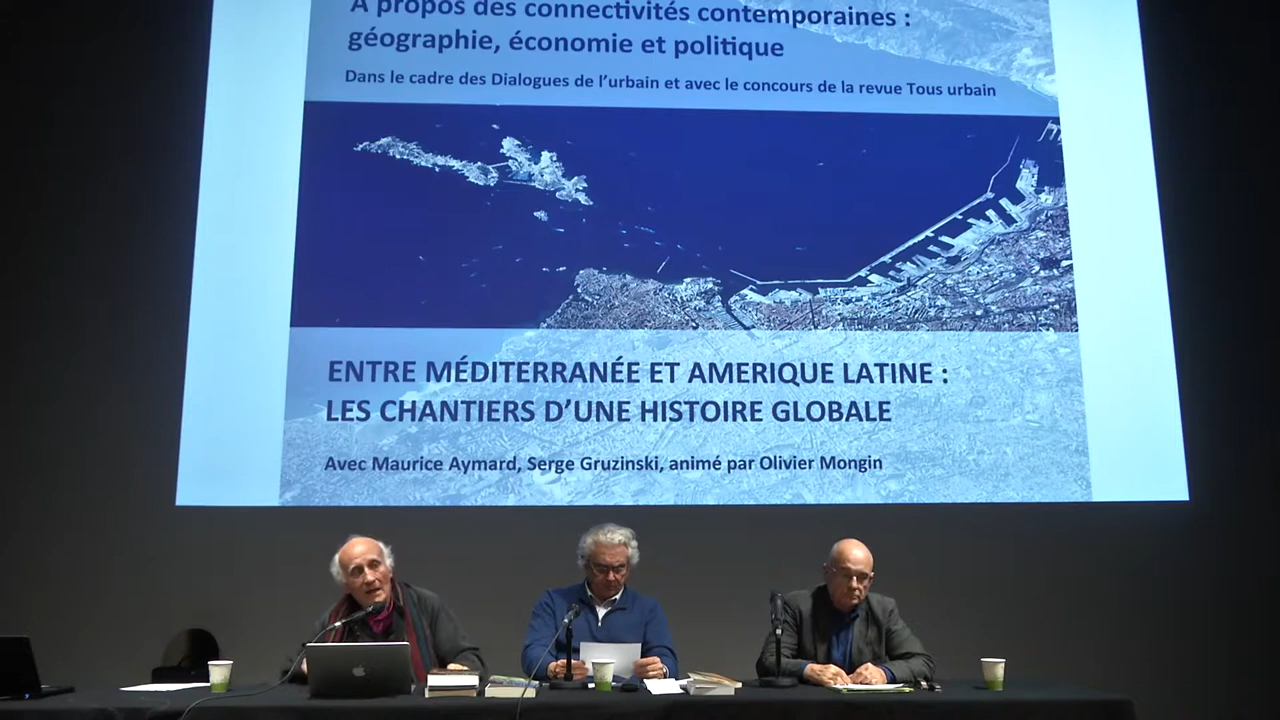 A propos des connectivités contemporaines :
géographie, économie et politique
Dans le cadre des Dialogues de l'urbain et avec le concours de la revue Tous urbain
ENTRE MÉDITERRANÉE ET AMERIQUE LATINE :
LES CHANTIERS D'UNE HISTOIRE GLOBALE
Avec Maurice Aymard, Serge Gruzinski, animé par Olivier Mongin